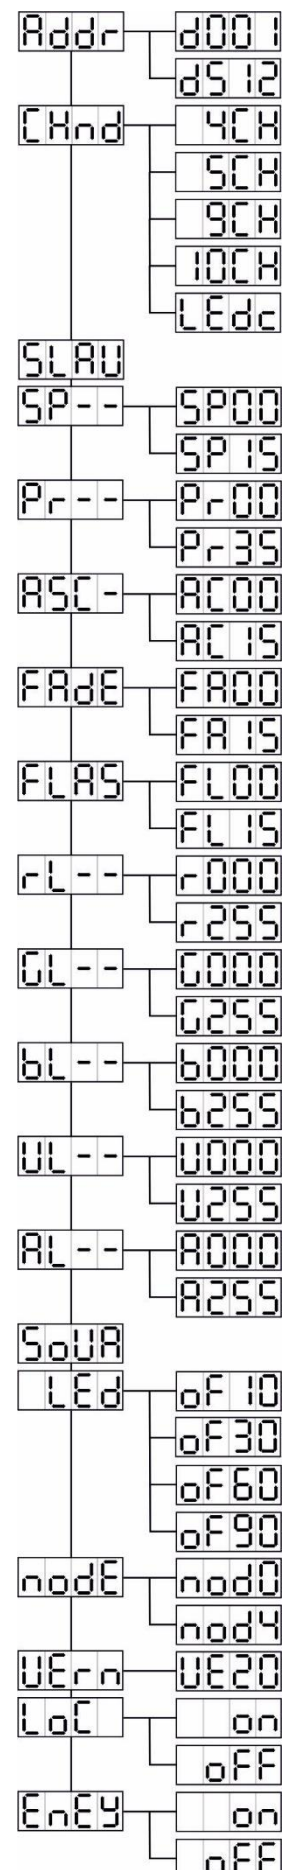 Addr d001
d512
CHnd 4CH
5CH
9CH
10CH
LEdc
SLAU
SP-- SP00
SP15
Pr-- Pr00
Pr35
ASC- AC00
AC15
FAdE FA00
FA15
FLAS FL00
FL15
rL-- r000
r255
GL-- G000
G255
bL-- b000
b255
UL-- U000
U255
AL-- A000
A255
SoUA
LEd oF10
oF30
oF60
oF90
nodE nod0
nod4
UErn UE20
LoC on
oFF
EnEY on
oFF